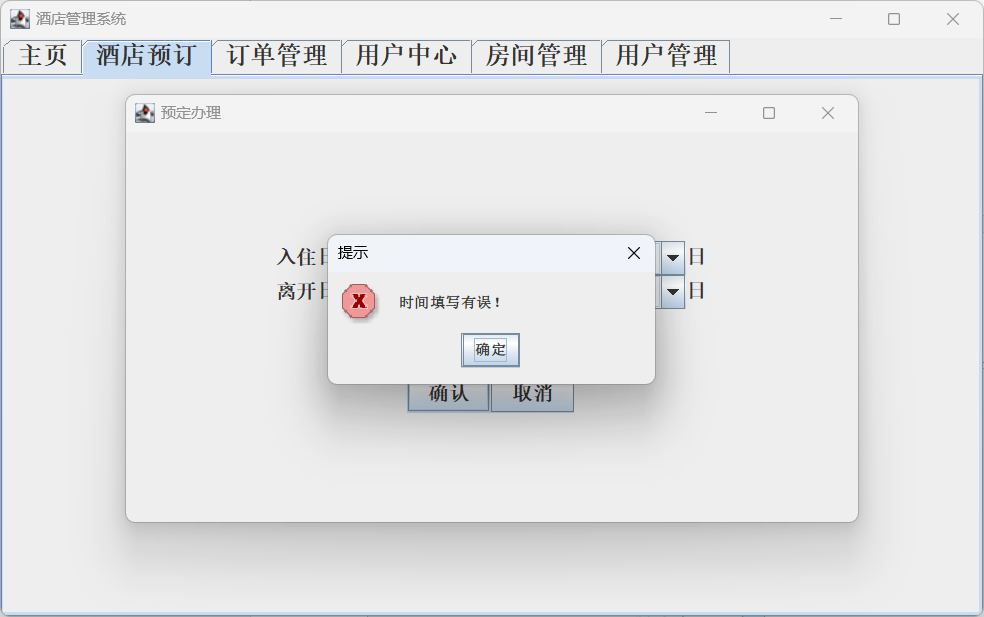 酒店管理系统
主页 酒店预订 订单管理 用户中心 房间管理 用户管理
预定办理
提示
入住 日
离开 日
时间填写有误！
确定
确认 取消